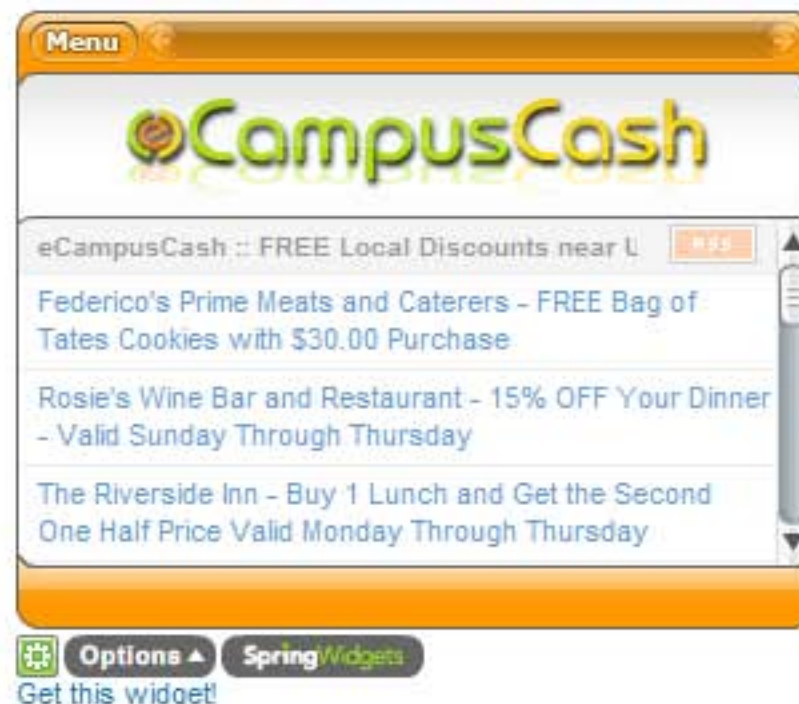 Menu
eCampusCash
eCampusCash :: FREE Local Discounts near U
RSS
Federico's Prime Meats and Caterers - FREE Bag of
Tates Cookies with $30.00 Purchase
Rosie's Wine Bar and Restaurant - 15% OFF Your Dinner
- Valid Sunday Through Thursday
The Riverside Inn - Buy 1 Lunch and Get the Second
One Half Price Valid Monday Through Thursday
Options
SpringWidgets
Get this widget!